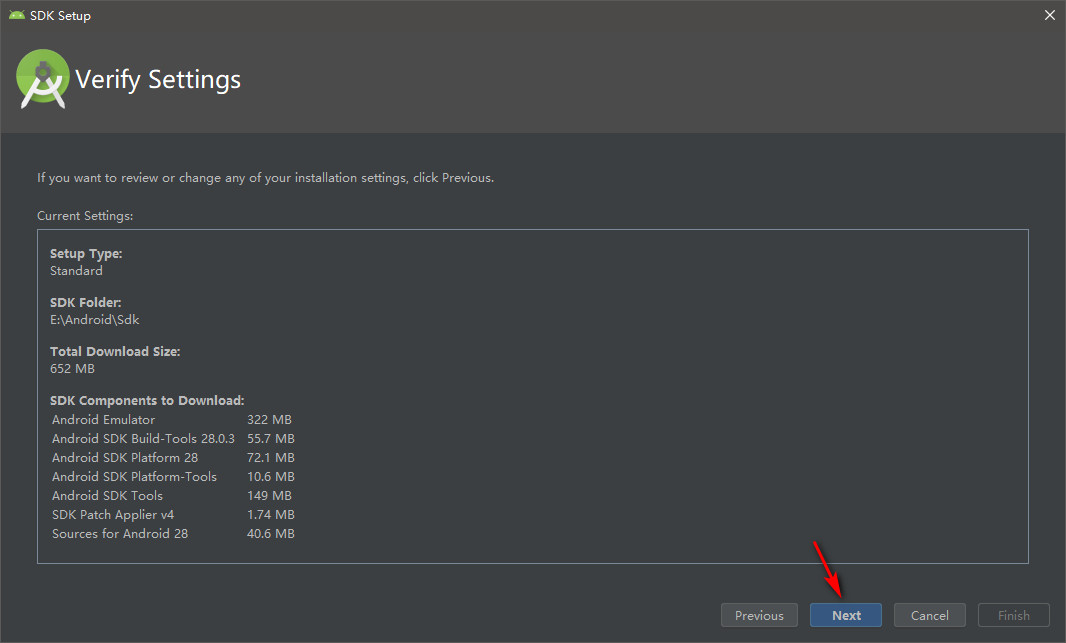 SDK Setup
Verify Settings
If you want to review or change any of your installation settings, click Previous.
Current Settings:
Setup Type:
Standard
SDK Folder:
E:\Android\Sdk
Total Download Size:
652 MB
SDK Components to Download:
Android Emulator 322 MB
Android SDK Build-Tools 28.0.3 55.7 MB
Android SDK Platform 28 72.1 MB
Android SDK Platform-Tools 10.6 MB
Android SDK Tools 149 MB
SDK Patch Applier v4 1.74 MB
Sources for Android 28 40.6 MB
Previous Next Cancel Finish